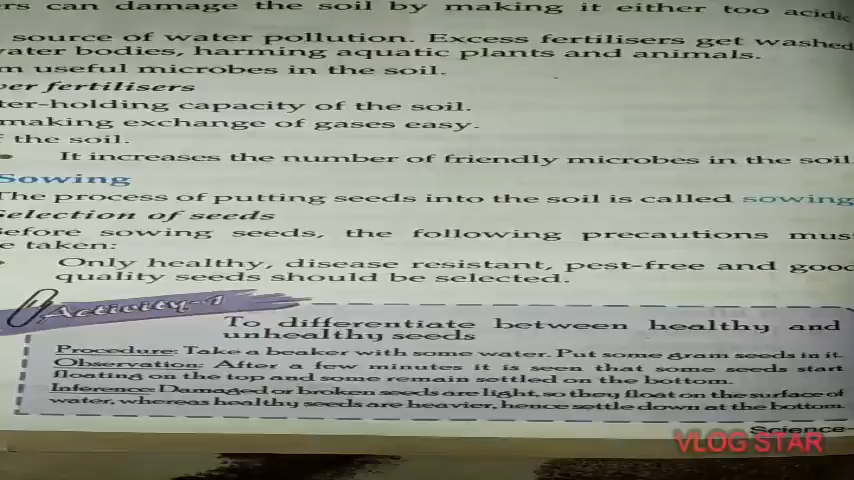 rs can damage the soil by making it either too acidic
source of water pollution. Excess fertilisers get washed
water bodies, harming aquatic plants and animals.
m useful microbes in the soil.
er fertilisers
ter-holding capacity of the soil.
making exchange of gases easy.
f the soil.
• It increases the number of friendly microbes in the soil
Sowing
The process of putting seeds into the soil is called sowing
Selection of seeds
Before sowing seeds, the following precautions mus
e taken:
• Only healthy, disease resistant, pest-free and good
quality seeds should be selected.
Activity-1
To differentiate between healthy and
unhealthy seeds
Procedure: Take a beaker with some water. Put some gram seeds in it.
Observation: After a few minutes it is seen that some seeds start
floating on the top and some remain settled on the bottom.
Inference: Damaged or broken seeds are light, so they float on the surface of
water, whereas healthy seeds are heavier, hence settle down at the bottom.
Science-
VLOG STAR